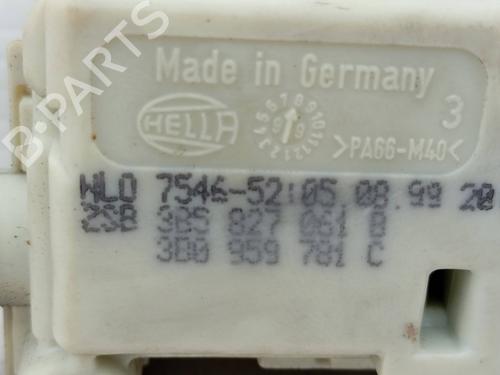 B-PARTS
Made in Germany
3
HELLA
>PA66-M40<
HLO 7546-52 05.08.99 20
ZSB 3B5 827 061 B
3B0 959 781 C